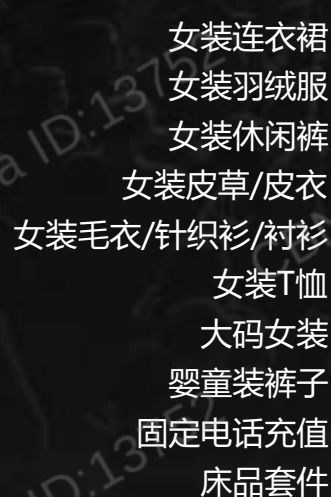 女装连衣裙
女装羽绒服
女装休闲裤
女装皮草/皮衣
女装毛衣/针织衫/衬衫
女装T恤
大码女装
婴童装裤子
固定电话充值
床品套件